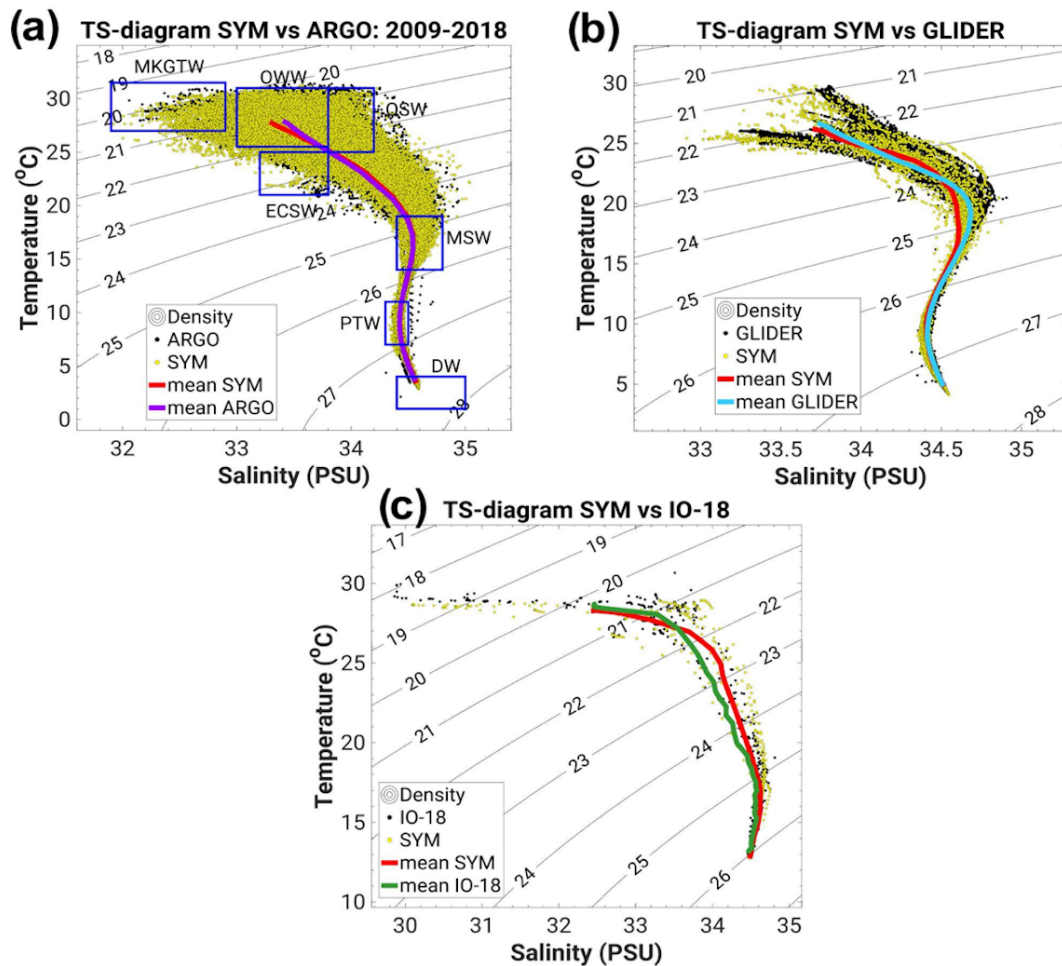 (a)
TS-diagram SYM vs ARGO: 2009-2018
18
19
20
21
22
23
24
25
20
24
25
26
27
28
MKGTW
OWW
OSW
ECSW
MSW
PTW
DW
Temperature (°C)
30
25
20
15
10
5
0
Density
ARGO
SYM
mean SYM
mean ARGO
32
33
34
35
Salinity (PSU)
(b)
TS-diagram SYM vs GLIDER
20
21
22
23
24
25
26
21
22
24
25
26
27
28
Temperature (°C)
30
25
20
15
10
5
Density
GLIDER
SYM
mean SYM
mean GLIDER
33
33.5
34
34.5
35
Salinity (PSU)
(c)
TS-diagram SYM vs IO-18
17
18
19
20
21
22
23
24
19
20
21
22
23
24
25
26
22
23
Temperature (°C)
30
25
20
15
10
Density
IO-18
SYM
mean SYM
mean IO-18
30
31
32
33
34
35
Salinity (PSU)